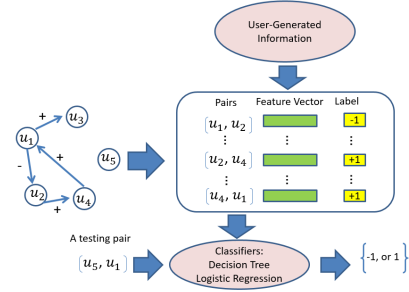 User-Generated
Information
Pairs Feature Vector Label
[u₁, u₂] -1
⋮ ⋮ ⋮
[u₂, u₄] +1
⋮ ⋮ ⋮
[u₄, u₁] +1
+
u₃
u₁
-
+
u₅
u₂
+
u₄
A testing pair
[u₅, u₁]
Classifiers:
Decision Tree
Logistic Regression
{-1, or 1}